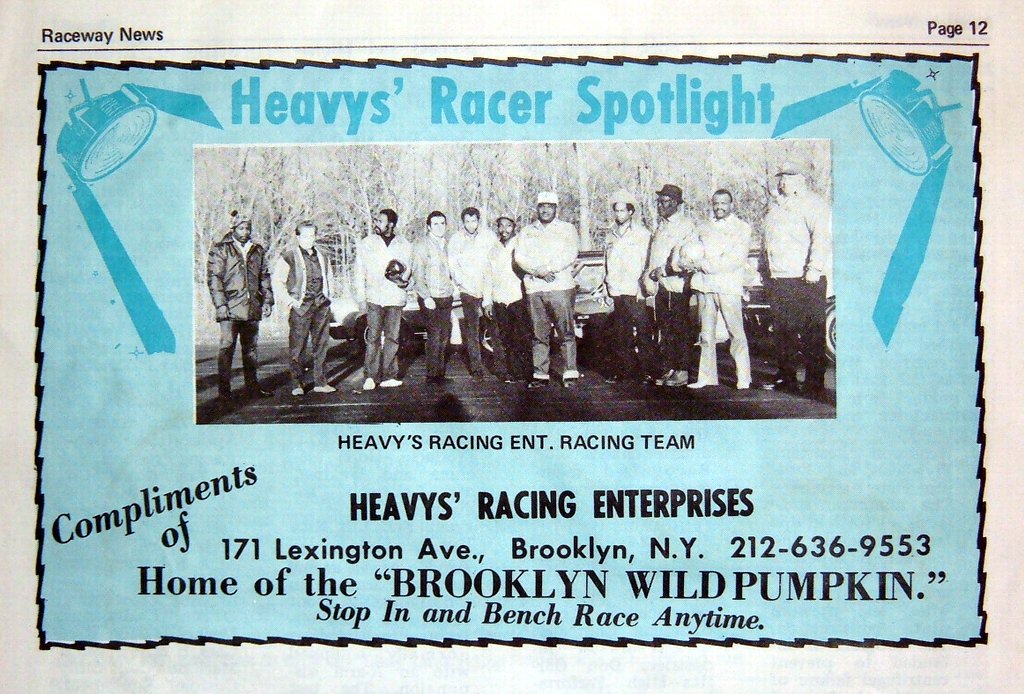 Raceway News
Page 12
Heavys' Racer Spotlight
HEAVY'S RACING ENT. RACING TEAM
Compliments
of
HEAVYS' RACING ENTERPRISES
171 Lexington Ave., Brooklyn, N.Y. 212-636-9553
Home of the “BROOKLYN WILD PUMPKIN.”
Stop In and Bench Race Anytime.